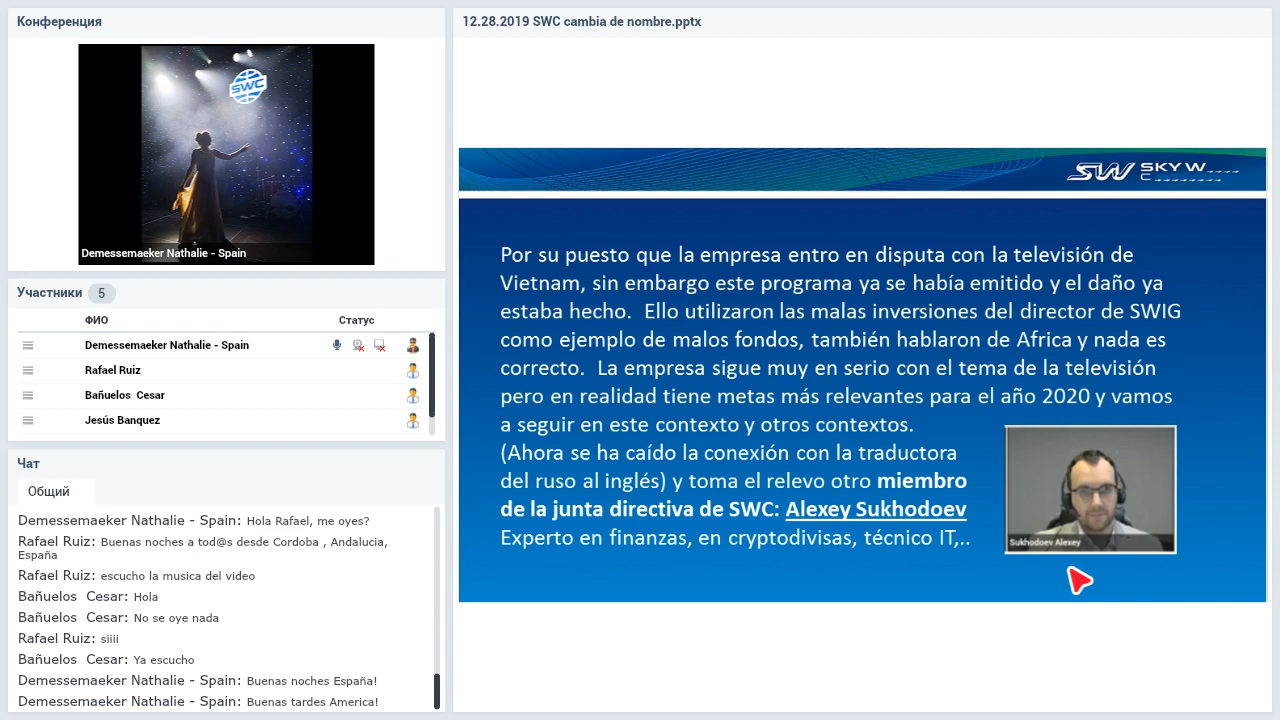 Конференция
SWC
Demessemaeker Nathalie - Spain
Участники 5
ФИО Статус
Demessemaeker Nathalie - Spain
Rafael Ruiz
Bañuelos Cesar
Jesús Banquez
Чат
Общий
Demessemaeker Nathalie - Spain: Hola Rafael, me oyes?
Rafael Ruiz: Buenas noches a tod@s desde Cordoba , Andalucia,
España
Rafael Ruiz: escucho la musica del video
Bañuelos Cesar: Hola
Bañuelos Cesar: No se oye nada
Rafael Ruiz: siiii
Bañuelos Cesar: Ya escucho
Demessemaeker Nathalie - Spain: Buenas noches España!
Demessemaeker Nathalie - Spain: Buenas tardes America!
12.28.2019 SWC cambia de nombre.pptx
SW SKY W
C
Por su puesto que la empresa entro en disputa con la televisión de
Vietnam, sin embargo este programa ya se había emitido y el daño ya
estaba hecho. Ello utilizaron las malas inversiones del director de SWIG
como ejemplo de malos fondos, también hablaron de Africa y nada es
correcto. La empresa sigue muy en serio con el tema de la televisión
pero en realidad tiene metas más relevantes para el año 2020 y vamos
a seguir en este contexto y otros contextos.
(Ahora se ha caído la conexión con la traductora
del ruso al inglés) y toma el relevo otro miembro
de la junta directiva de SWC: Alexey Sukhodoev
Experto en finanzas, en cryptodivisas, técnico IT,..
Sukhodoev Alexey